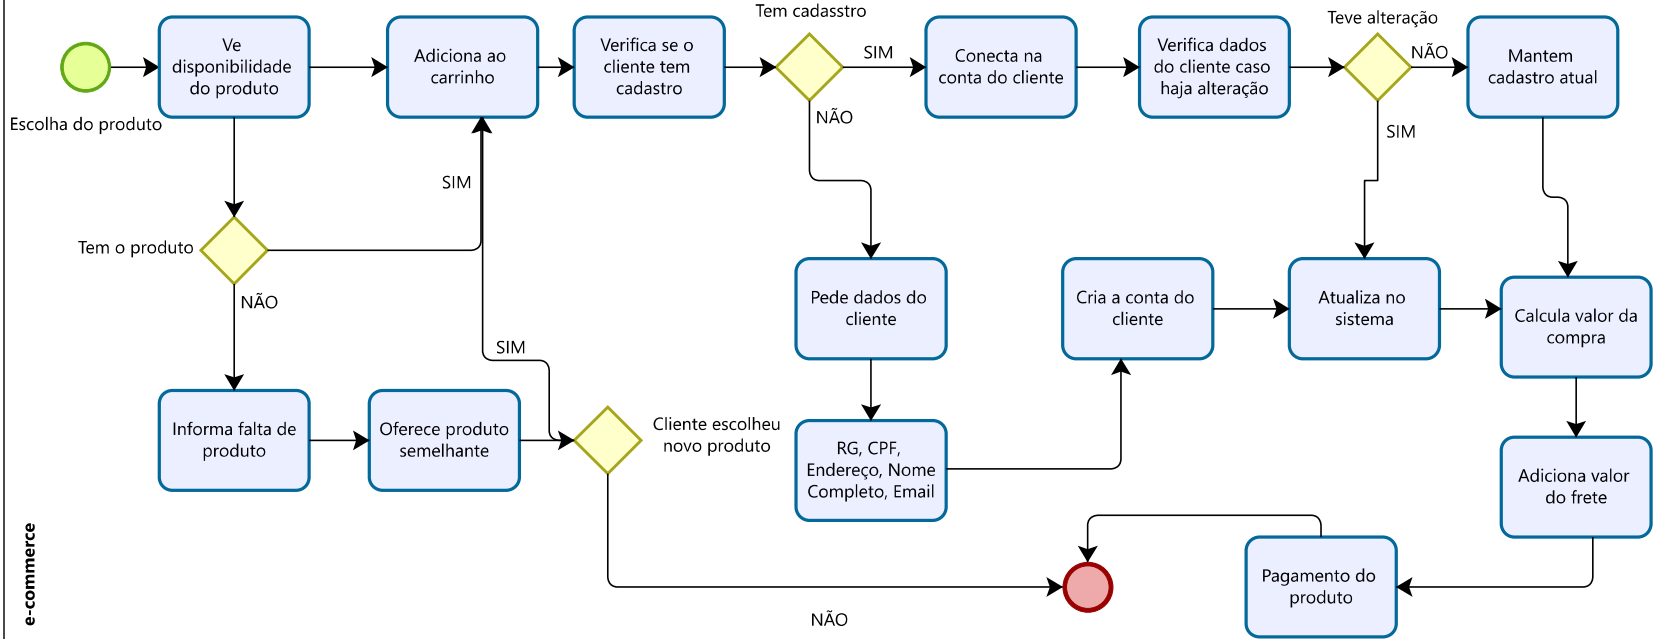 Escolha do produto
Ve
disponibilidade
do produto
Adiciona ao
carrinho
Verifica se o
cliente tem
cadastro
Tem cadasstro
SIM
NÃO
Conecta na
conta do cliente
Verifica dados
do cliente caso
haja alteração
Teve alteração
NÃO
SIM
Mantem
cadastro atual
Tem o produto
SIM
NÃO
Pede dados do
cliente
Cria a conta do
cliente
Atualiza no
sistema
Calcula valor da
compra
Informa falta de
produto
Oferece produto
semelhante
SIM
Cliente escolheu
novo produto
RG, CPF,
Endereço, Nome
Completo, Email
Adiciona valor
do frete
Pagamento do
produto
NÃO
e-commerce